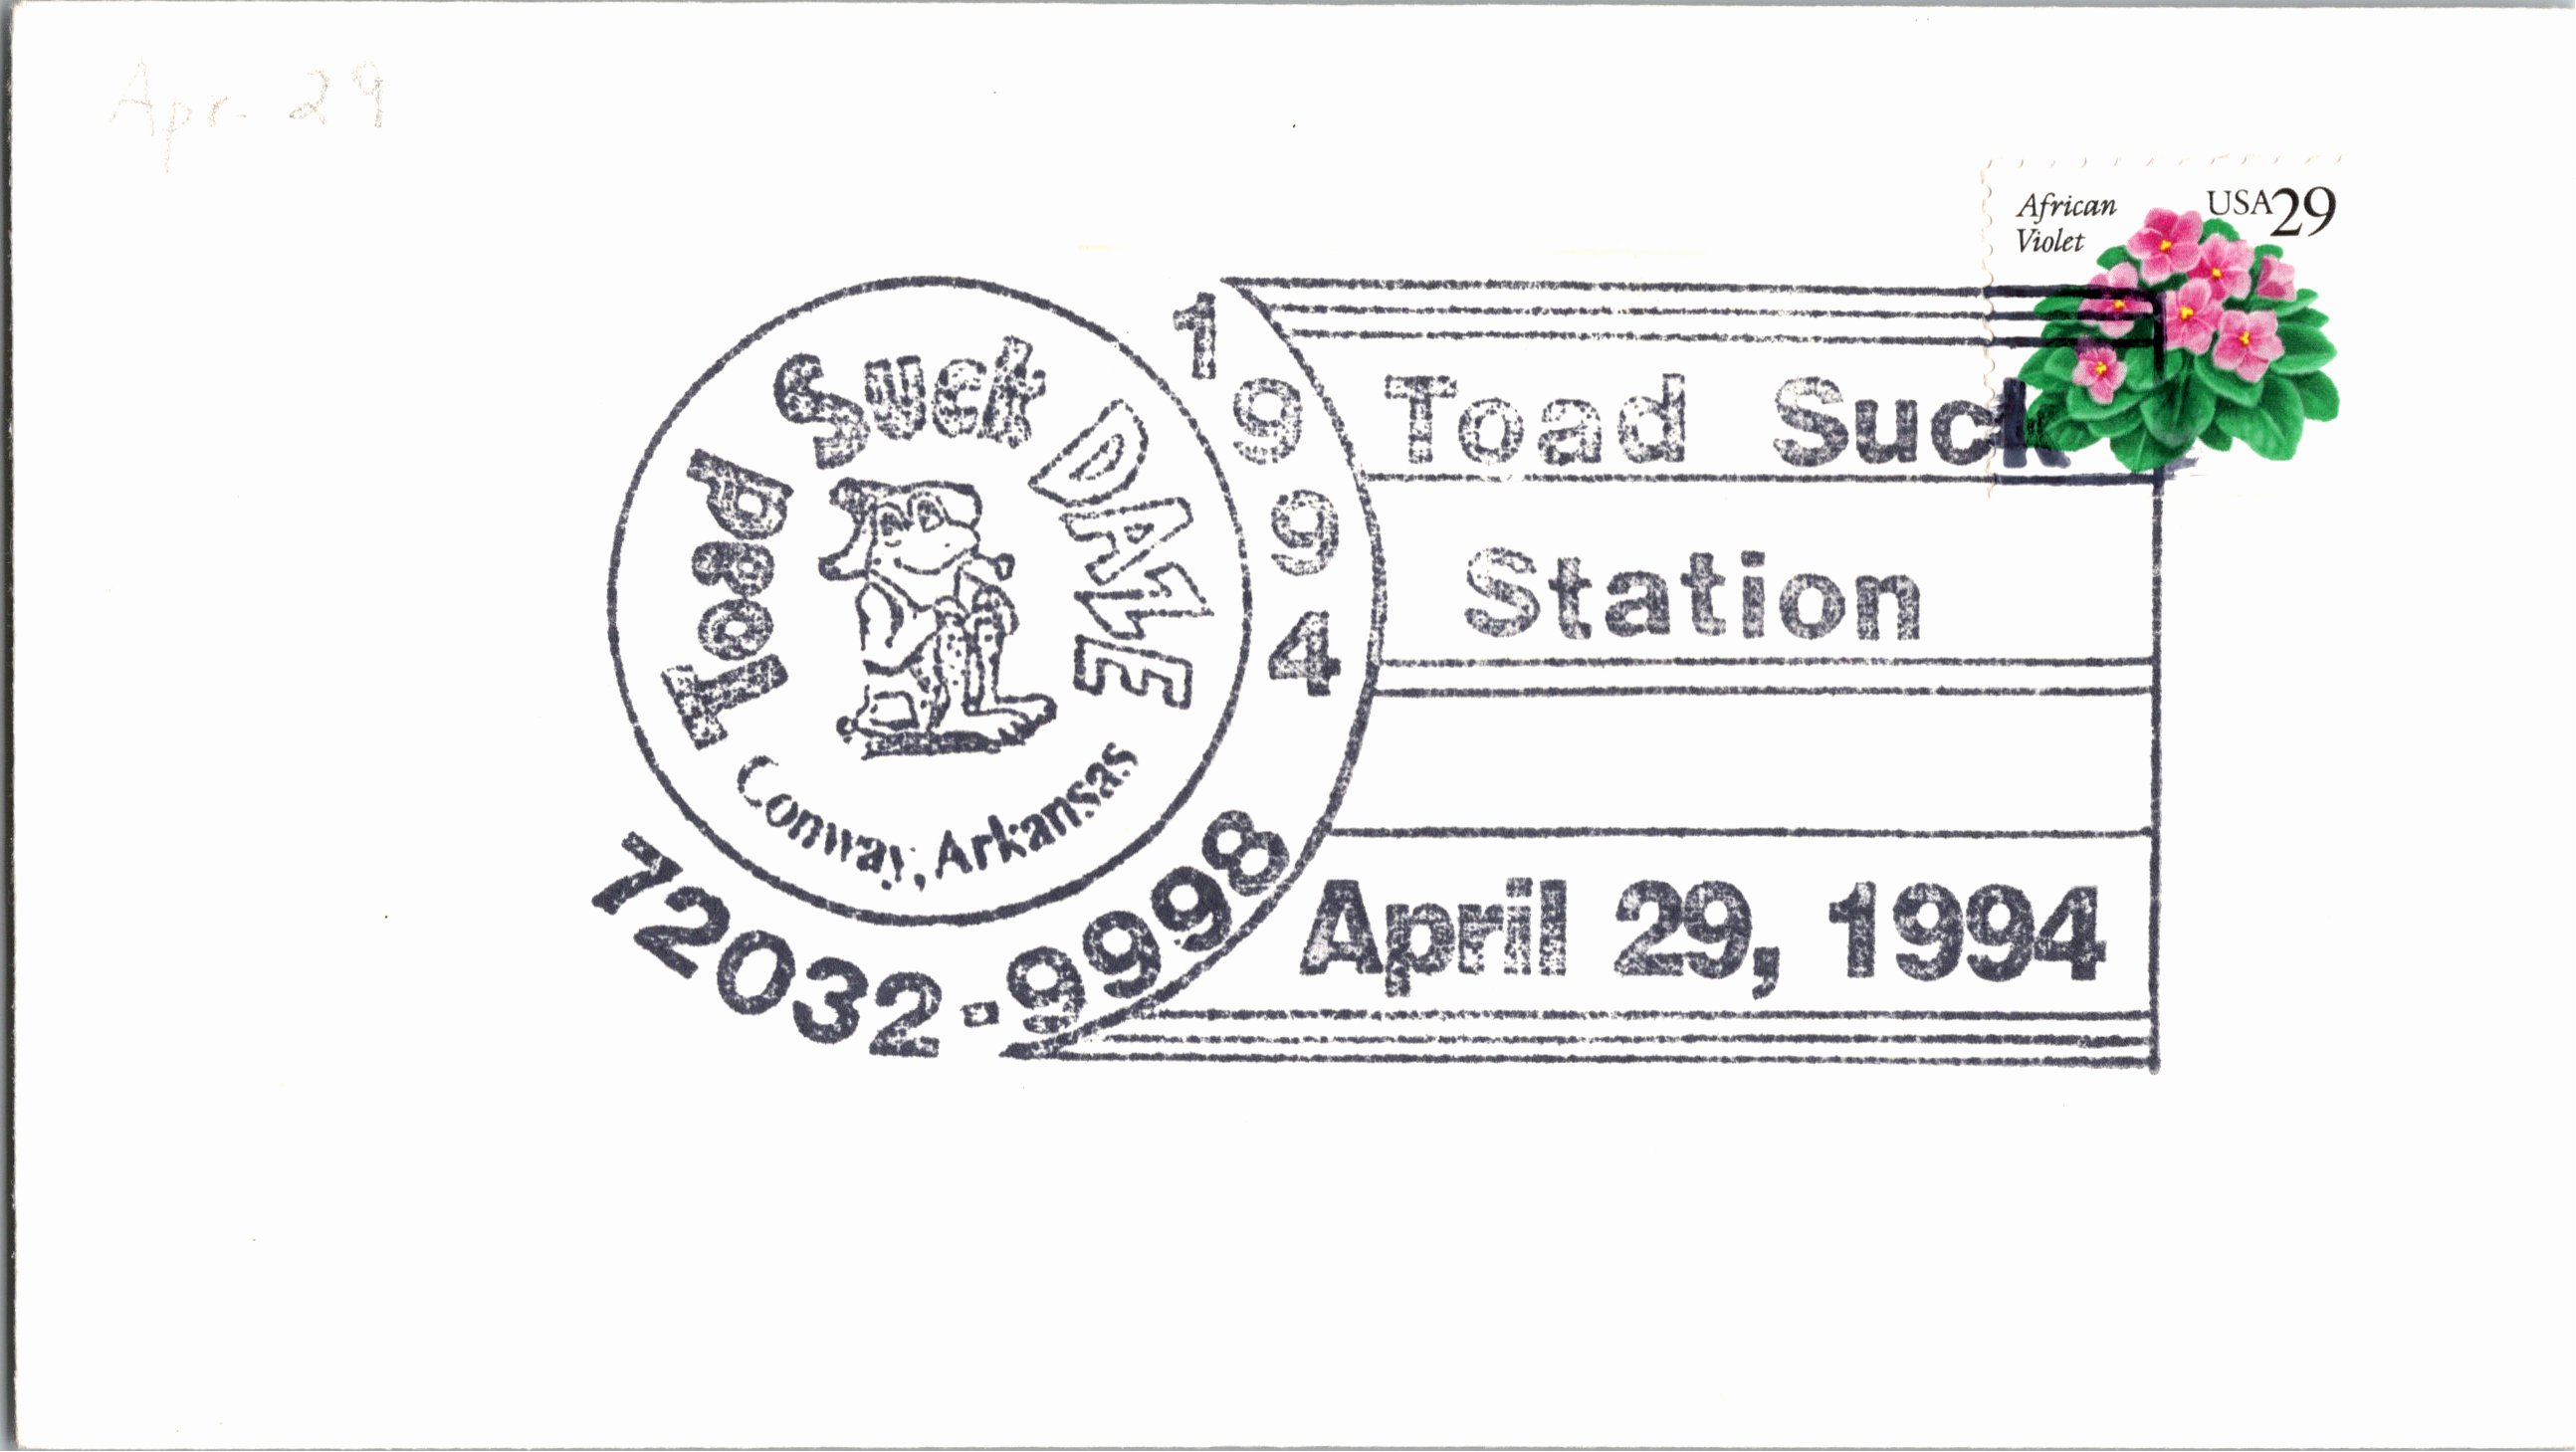 Apr. 29
African
Violet
USA29
Toad Suck DAZE
Conway, Arkansas
1994
72032-9998
Toad Suck
Station
April 29, 1994